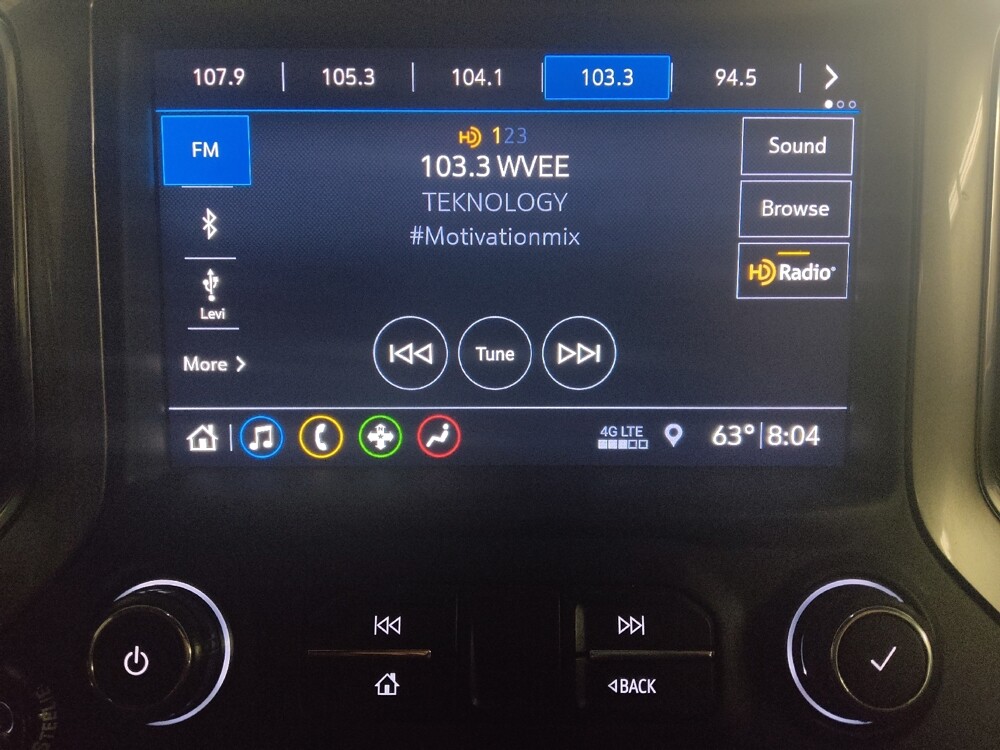 107.9 | 105.3 | 104.1 | 103.3 | 94.5
FM
HD 123
103.3 WVEE
TEKNOLOGY
#Motivationmix
Sound
Browse
HD Radio®
Levi
More >
Tune
4G LTE
63° | 8:04
BACK